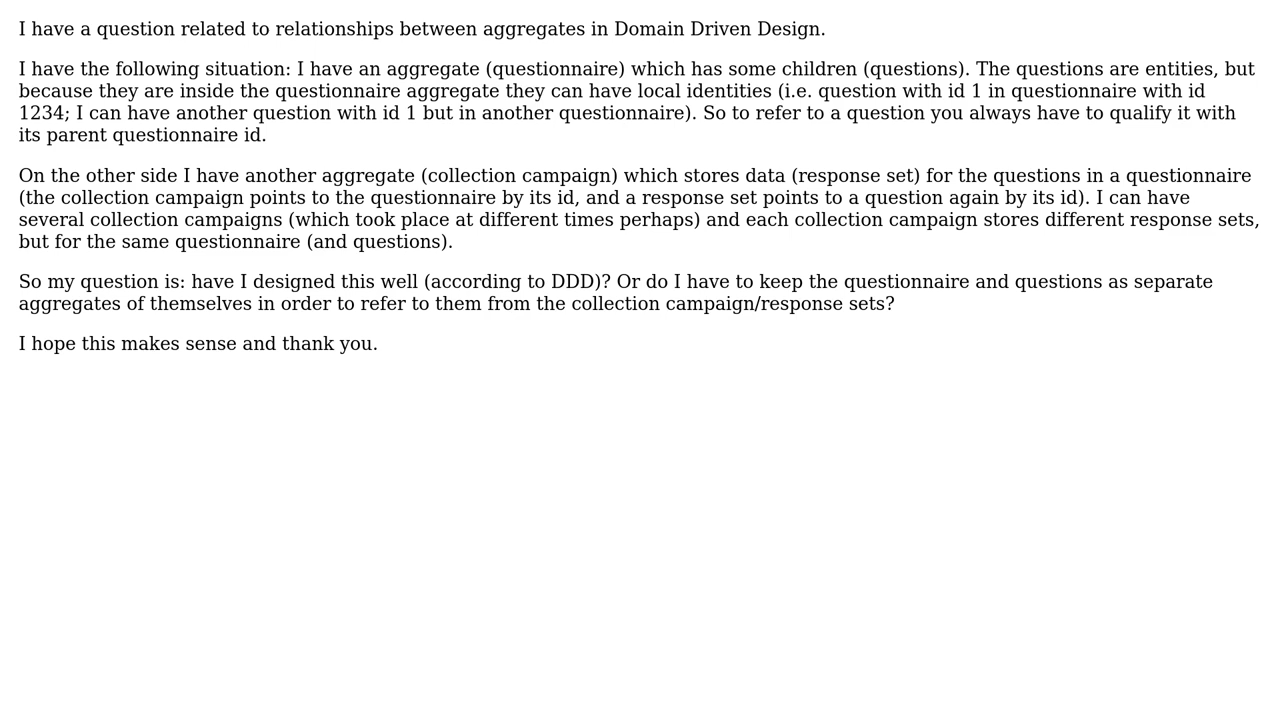 I have a question related to relationships between aggregates in Domain Driven Design.
I have the following situation: I have an aggregate (questionnaire) which has some children (questions). The questions are entities, but
because they are inside the questionnaire aggregate they can have local identities (i.e. question with id 1 in questionnaire with id
1234; I can have another question with id 1 but in another questionnaire). So to refer to a question you always have to qualify it with
its parent questionnaire id.
On the other side I have another aggregate (collection campaign) which stores data (response set) for the questions in a questionnaire
(the collection campaign points to the questionnaire by its id, and a response set points to a question again by its id). I can have
several collection campaigns (which took place at different times perhaps) and each collection campaign stores different response sets,
but for the same questionnaire (and questions).
So my question is: have I designed this well (according to DDD)? Or do I have to keep the questionnaire and questions as separate
aggregates of themselves in order to refer to them from the collection campaign/response sets?
I hope this makes sense and thank you.